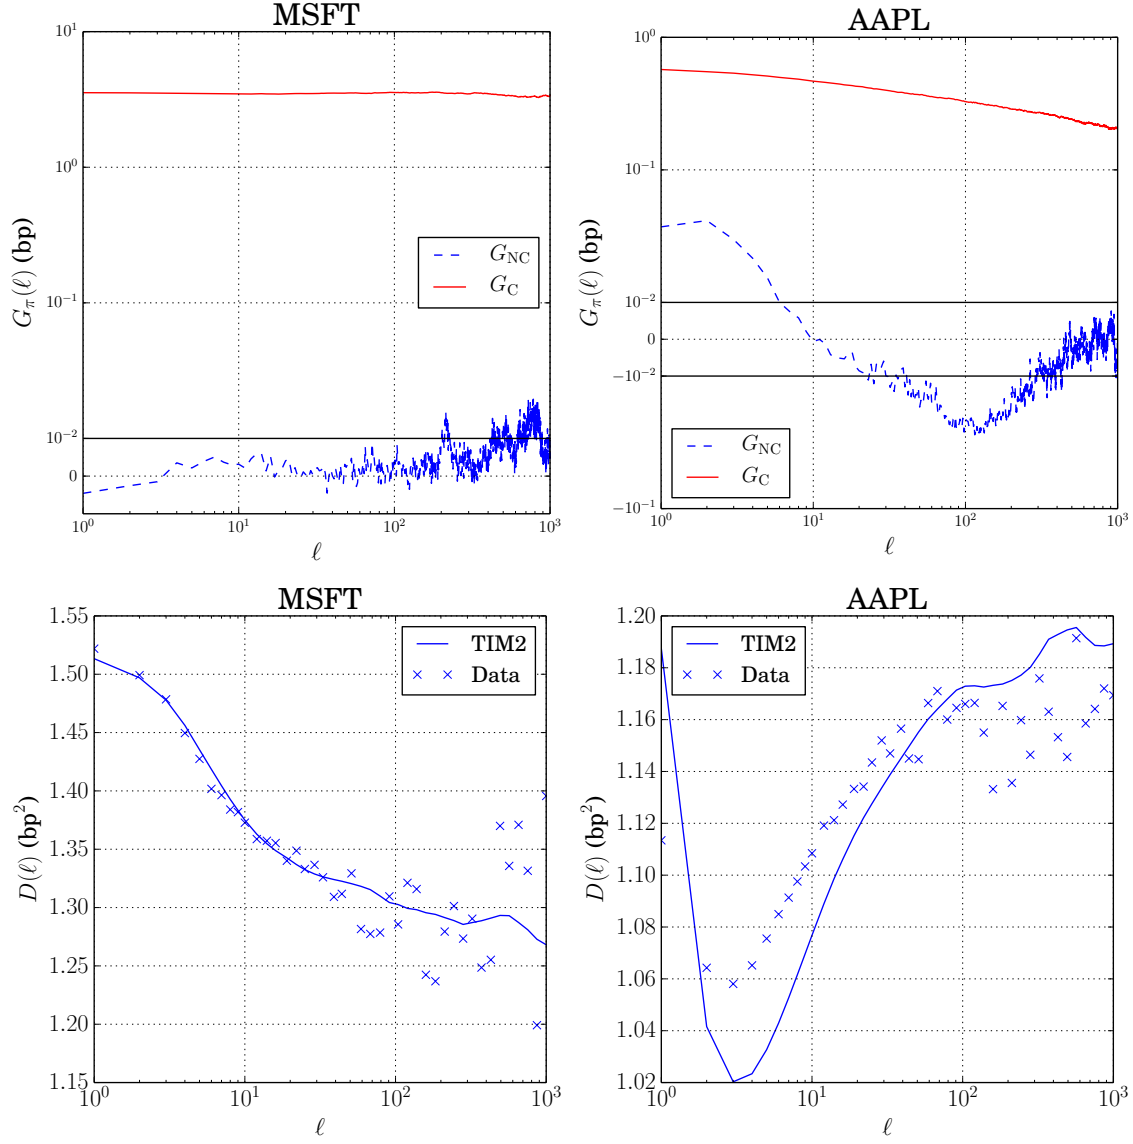 MSFT
10^1
10^0
10^{-1}
10^{-2}
0
G_π(ℓ) (bp)
G_NC
G_C
10^0
10^1
10^2
10^3
ℓ
AAPL
10^0
10^{-1}
10^{-2}
0
−10^{-2}
−10^{-1}
G_π(ℓ) (bp)
G_NC
G_C
10^0
10^1
10^2
10^3
ℓ
MSFT
1.55
1.50
1.45
1.40
1.35
1.30
1.25
1.20
1.15
D(ℓ) (bp²)
TIM2
Data
10^0
10^1
10^2
10^3
ℓ
AAPL
1.20
1.18
1.16
1.14
1.12
1.10
1.08
1.06
1.04
1.02
D(ℓ) (bp²)
TIM2
Data
10^0
10^1
10^2
10^3
ℓ